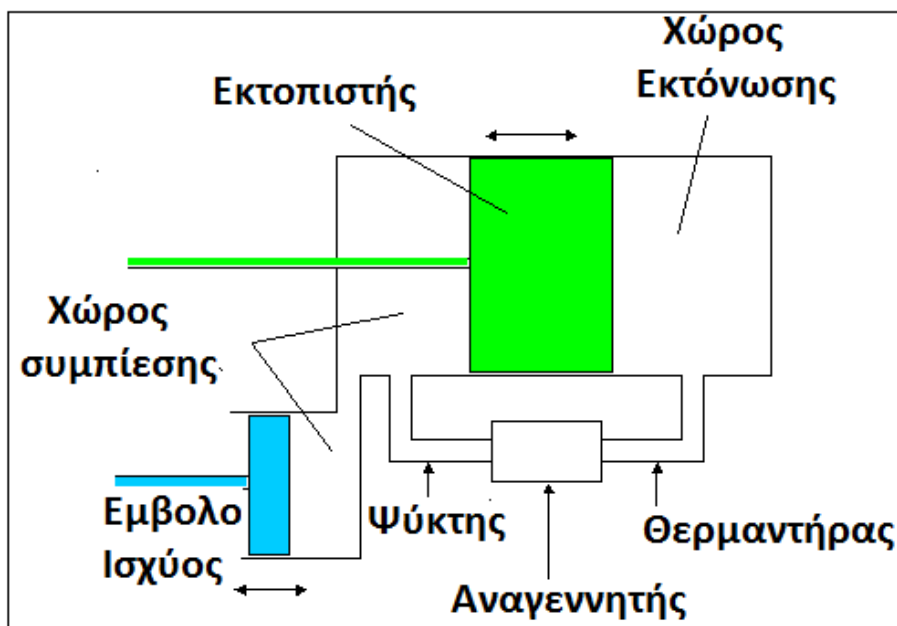 Χώρος
Εκτόνωσης
Εκτοπιστής
Χώρος
συμπίεσης
Εμβολο
Ισχύος
Ψύκτης
Θερμαντήρας
Αναγεννητής